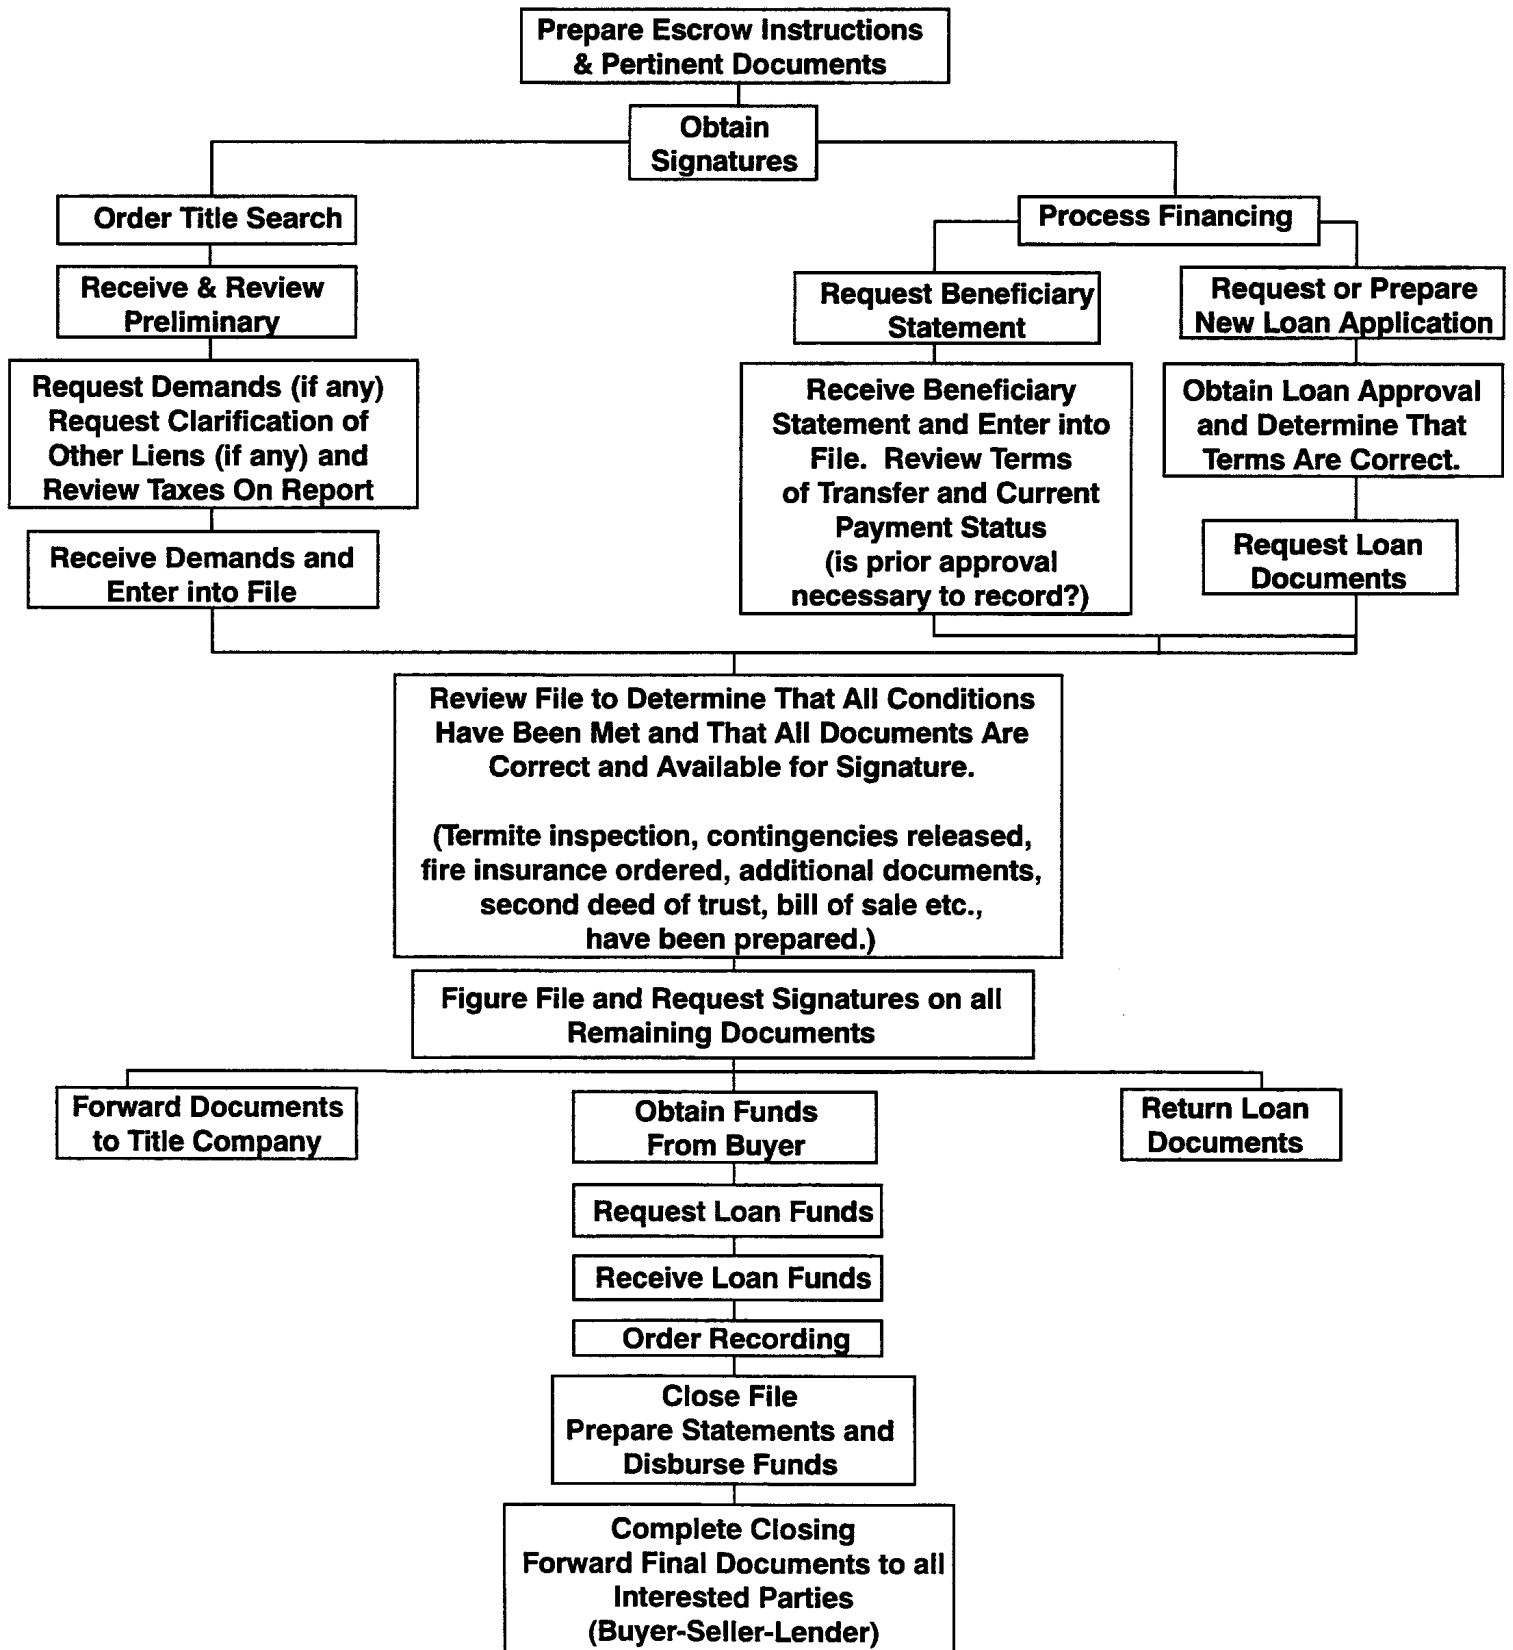 Prepare Escrow Instructions
& Pertinent Documents
Obtain
Signatures
Order Title Search
Receive & Review
Preliminary
Request Demands (if any)
Request Clarification of
Other Liens (if any) and
Review Taxes On Report
Receive Demands and
Enter into File
Process Financing
Request Beneficiary
Statement
Receive Beneficiary
Statement and Enter into
File. Review Terms
of Transfer and Current
Payment Status
(is prior approval
necessary to record?)
Request or Prepare
New Loan Application
Obtain Loan Approval
and Determine That
Terms Are Correct.
Request Loan
Documents
Review File to Determine That All Conditions
Have Been Met and That All Documents Are
Correct and Available for Signature.
(Termite inspection, contingencies released,
fire insurance ordered, additional documents,
second deed of trust, bill of sale etc.,
have been prepared.)
Figure File and Request Signatures on all
Remaining Documents
Forward Documents
to Title Company
Obtain Funds
From Buyer
Return Loan
Documents
Request Loan Funds
Receive Loan Funds
Order Recording
Close File
Prepare Statements and
Disburse Funds
Complete Closing
Forward Final Documents to all
Interested Parties
(Buyer-Seller-Lender)